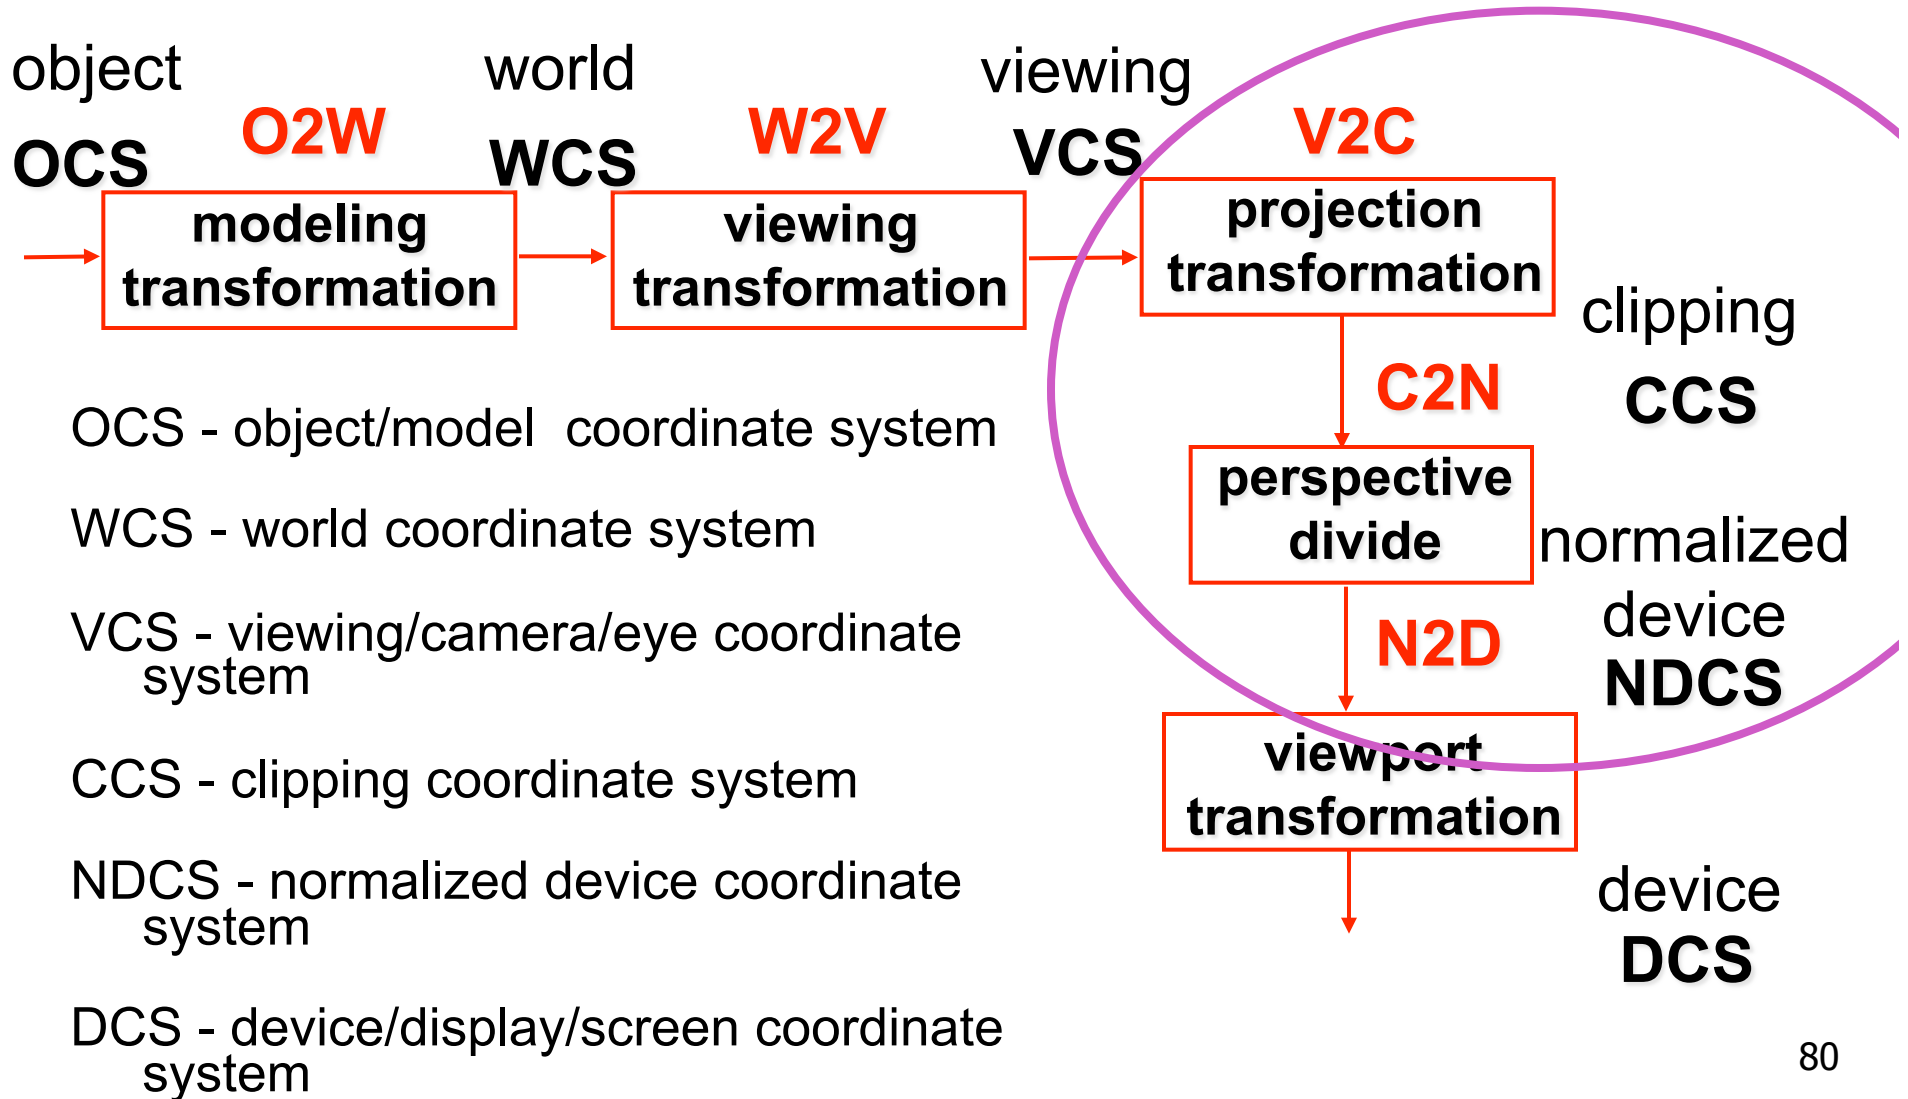 object
OCS
O2W
world
WCS
W2V
viewing
VCS
V2C
modeling
transformation
viewing
transformation
projection
transformation
clipping
CCS
C2N
perspective
divide
normalized
device
NDCS
N2D
viewport
transformation
device
DCS
OCS - object/model coordinate system
WCS - world coordinate system
VCS - viewing/camera/eye coordinate
system
CCS - clipping coordinate system
NDCS - normalized device coordinate
system
DCS - device/display/screen coordinate
system
80